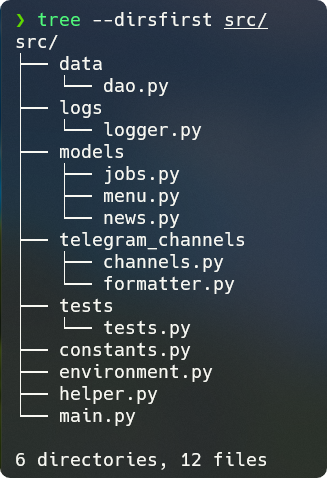 ❯ tree --dirsfirst src/
src/
├── data
│   └── dao.py
├── logs
│   └── logger.py
├── models
│   ├── jobs.py
│   ├── menu.py
│   └── news.py
├── telegram_channels
│   ├── channels.py
│   └── formatter.py
├── tests
│   └── tests.py
├── constants.py
├── environment.py
├── helper.py
└── main.py
6 directories, 12 files